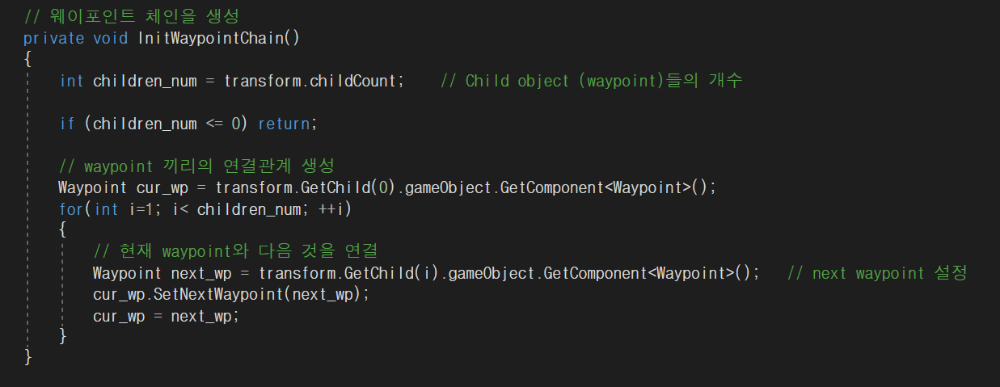 // 웨이포인트 체인을 생성
private void InitWaypointChain()
{
int children_num = transform.childCount;    // Child object (waypoint)들의 개수
if (children_num <= 0) return;
// waypoint 끼리의 연결관계 생성
Waypoint cur_wp = transform.GetChild(0).gameObject.GetComponent<Waypoint>();
for(int i=1; i< children_num; ++i)
{
// 현재 waypoint와 다음 것을 연결
Waypoint next_wp = transform.GetChild(i).gameObject.GetComponent<Waypoint>();   // next waypoint 설정
cur_wp.SetNextWaypoint(next_wp);
cur_wp = next_wp;
}
}